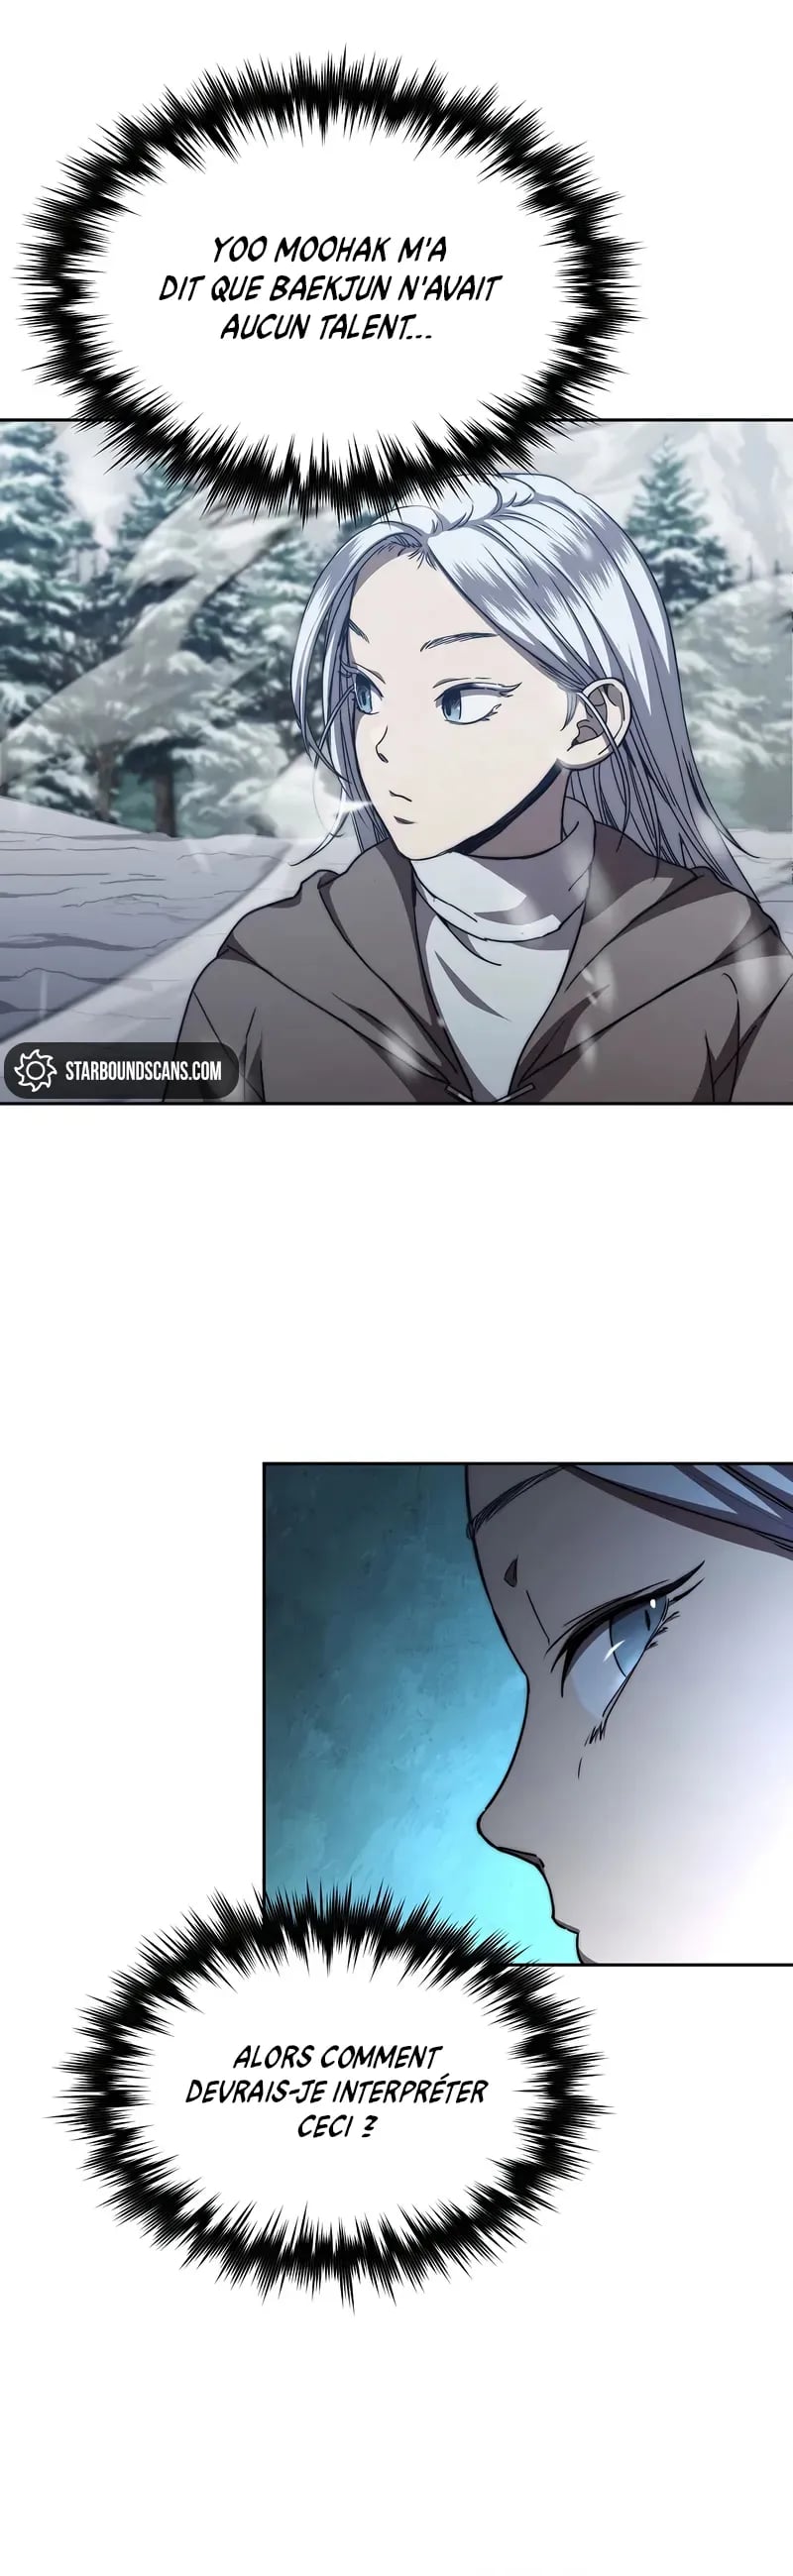 YOO MOOHAK M'A
DIT QUE BAEKJUN N'AVAIT
AUCUN TALENT...
STARBOUNDSCANS.COM
ALORS COMMENT
DEVRAIS-JE INTERPRÉTER
CECI ?